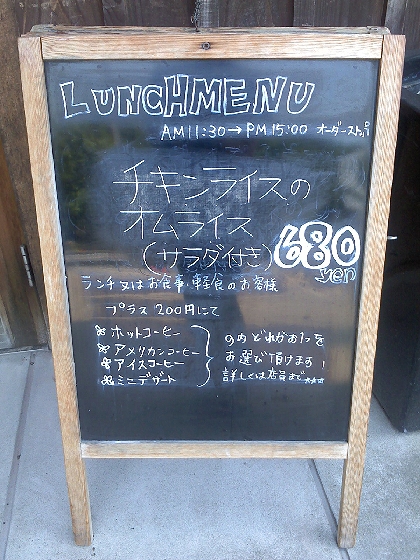 LUNCHMENU
AM11:30→PM15:00 オーダーストップ
チキンライスの
オムライス
(サラダ付き) 680 yen
ランチ又はお食事・軽食のお客様
プラス 200円にて
ホットコーヒー
アメリカンコーヒー
アイスコーヒー
ミニデザート
のどれかお1つを
お選び頂けます!
詳しくは店員まで